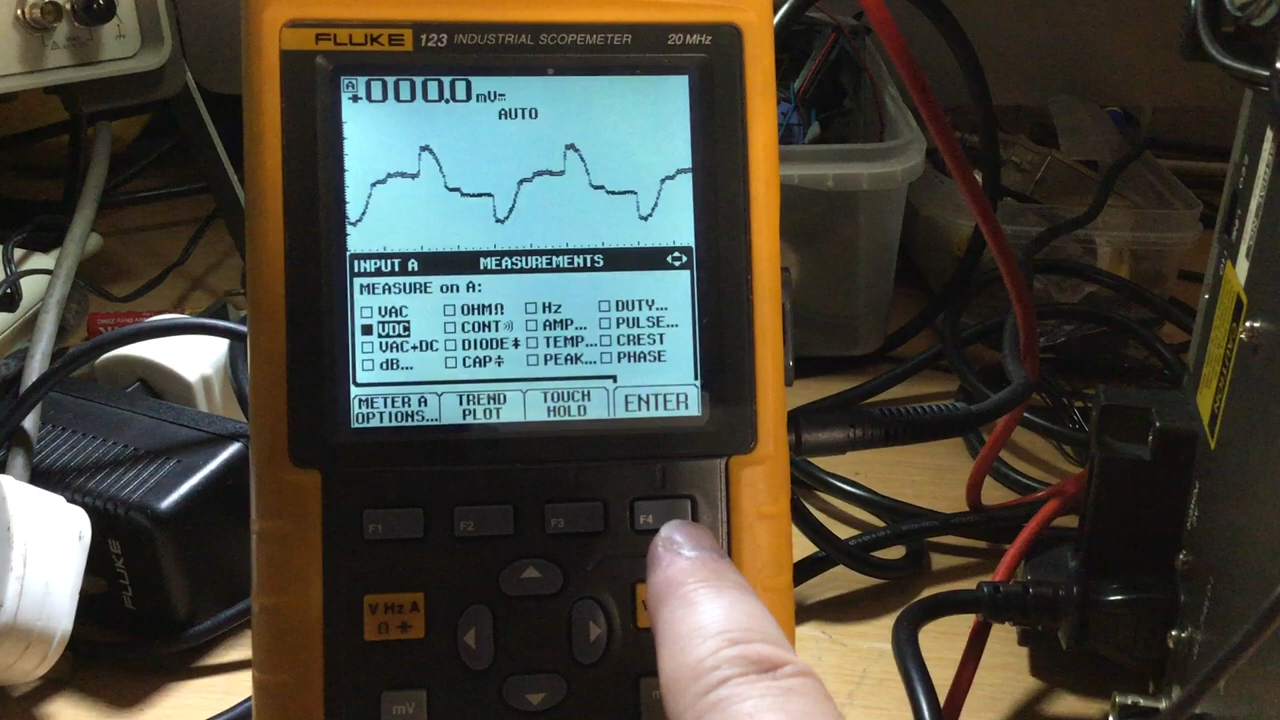 FLUKE 123 INDUSTRIAL SCOPEMETER 20 MHz
A +000.0 mV
AUTO
INPUT A MEASUREMENTS
MEASURE on A:
VAC OHMΩ Hz DUTY...
VDC CONT AMP... PULSE...
VAC+DC DIODE TEMP... CREST
dB... CAP PEAK... PHASE
METER A OPTIONS... TREND PLOT TOUCH HOLD ENTER
F1 F2 F3 F4
V Hz A
Ω
mV
FLUKE
CAUTION